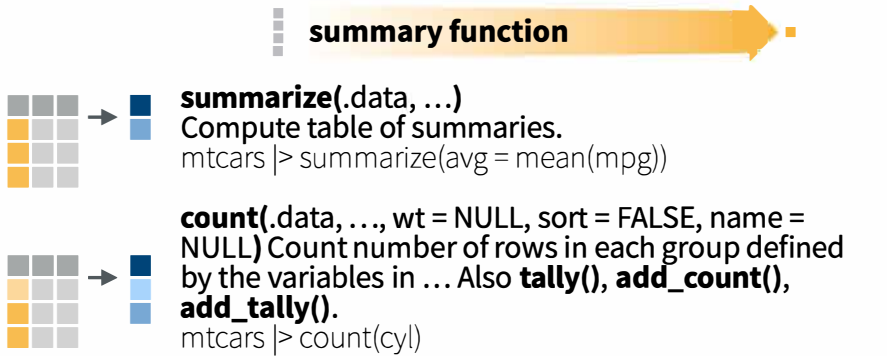 summary function
summarize(.data, …)
Compute table of summaries.
mtcars |> summarize(avg = mean(mpg))
count(.data, …, wt = NULL, sort = FALSE, name =
NULL) Count number of rows in each group defined
by the variables in … Also tally(), add_count(),
add_tally().
mtcars |> count(cyl)